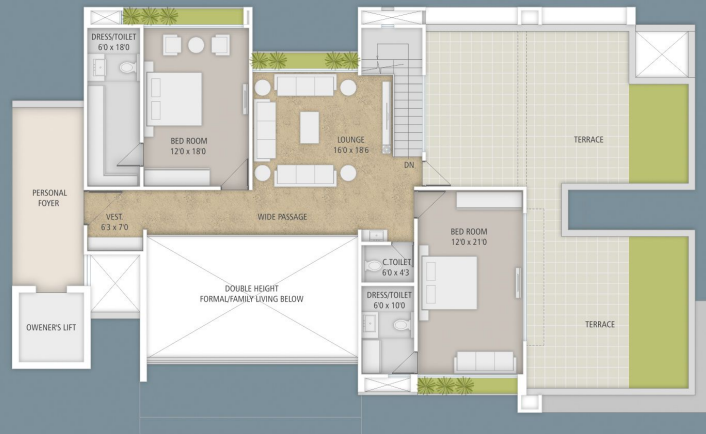 DRESS/TOILET
6'0 x 18'0
BED ROOM
12'0 x 18'0
LOUNGE
16'0 x 18'6
TERRACE
DN
PERSONAL
FOYER
VEST.
6'3 x 7'0
WIDE PASSAGE
BED ROOM
12'0 x 21'0
C.TOILET
6'0 x 4'3
DOUBLE HEIGHT
FORMAL/FAMILY LIVING BELOW
DRESS/TOILET
6'0 x 10'0
OWENER'S LIFT
TERRACE